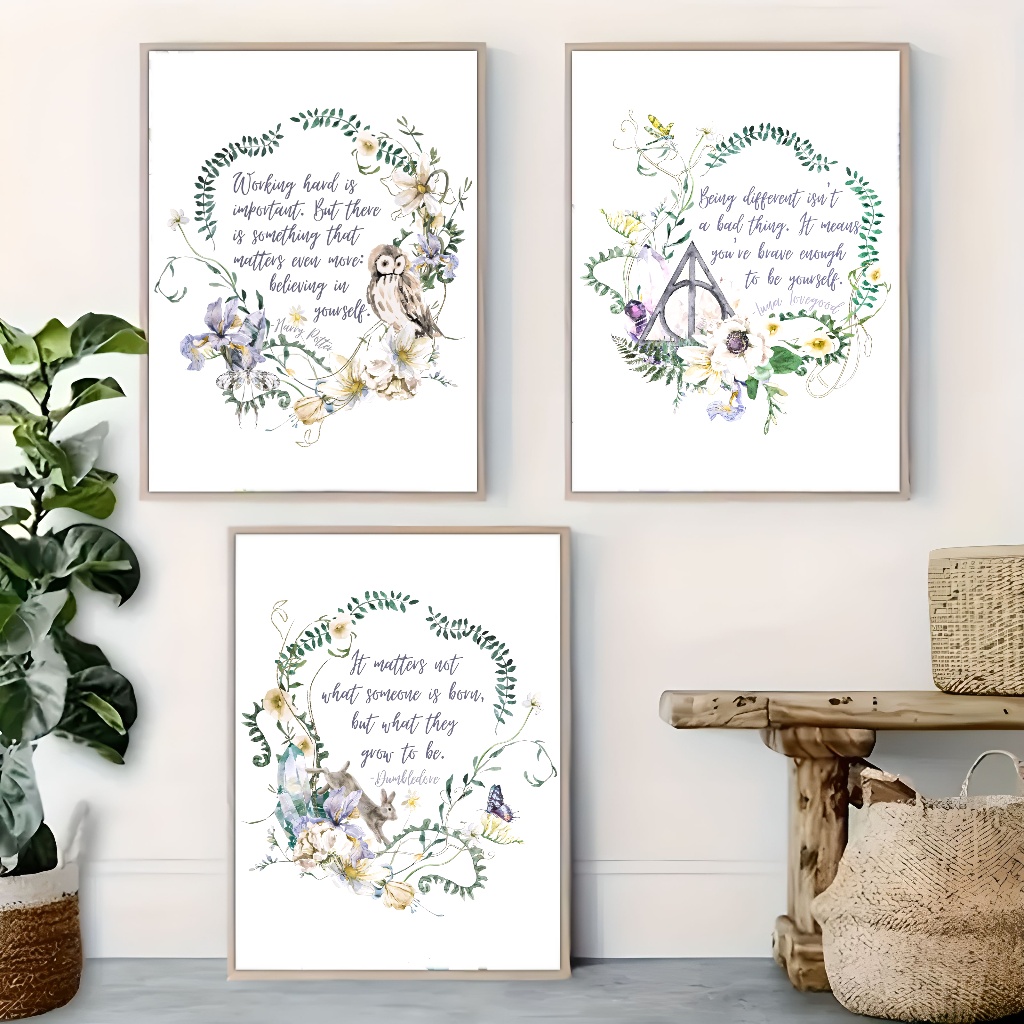 Working hard is
important. But there
is something that
matters even more:
believing in
yourself.
-Harry Potter
Being different isn't
a bad thing. It means
you're brave enough
to be yourself.
-Luna Lovegood
It matters not
what someone is born,
but what they
grow to be.
-Dumbledore